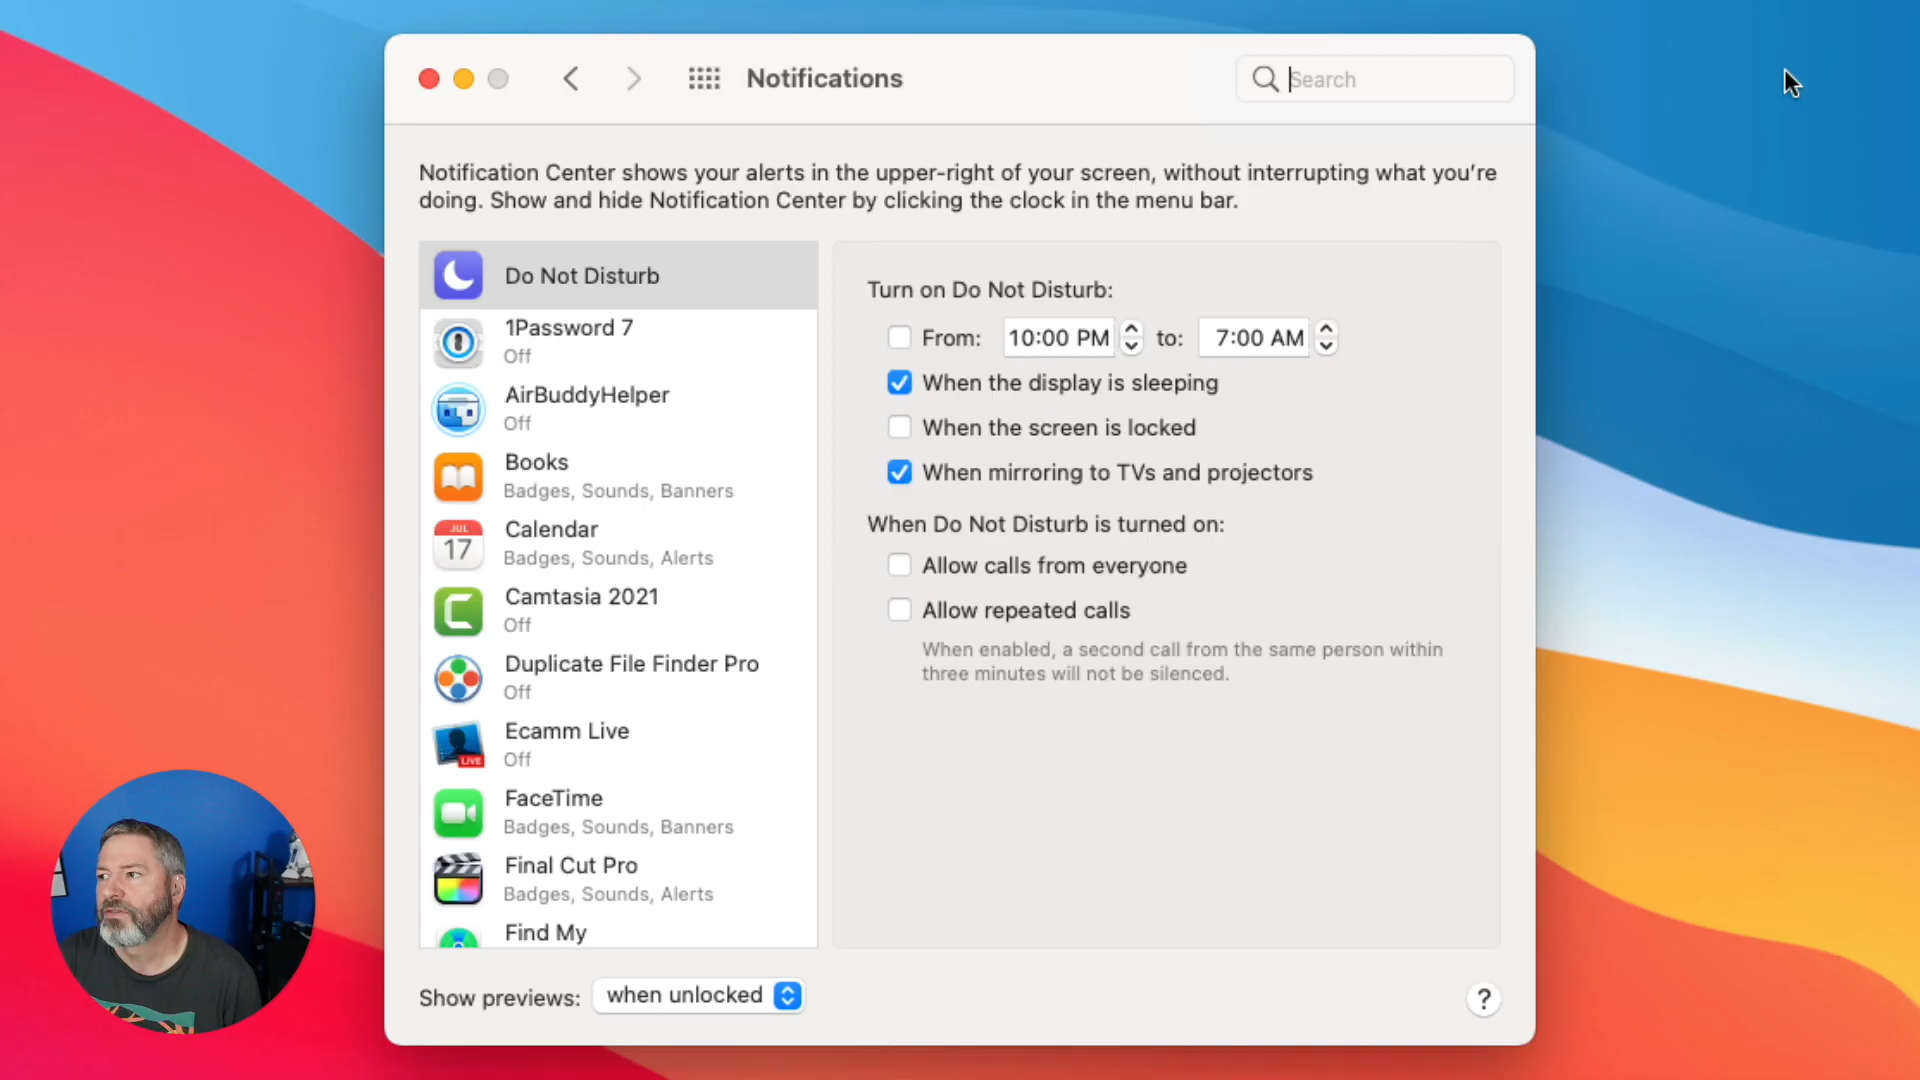 Notifications
Search
Notification Center shows your alerts in the upper-right of your screen, without interrupting what you're
doing. Show and hide Notification Center by clicking the clock in the menu bar.
Do Not Disturb
1Password 7
Off
AirBuddyHelper
Off
Books
Badges, Sounds, Banners
JUL
17
Calendar
Badges, Sounds, Alerts
Camtasia 2021
Off
Duplicate File Finder Pro
Off
Ecamm Live
LIVE
Off
FaceTime
Badges, Sounds, Banners
Final Cut Pro
Badges, Sounds, Alerts
Find My
Turn on Do Not Disturb:
From: 10:00 PM to: 7:00 AM
When the display is sleeping
When the screen is locked
When mirroring to TVs and projectors
When Do Not Disturb is turned on:
Allow calls from everyone
Allow repeated calls
When enabled, a second call from the same person within
three minutes will not be silenced.
Show previews: when unlocked
?